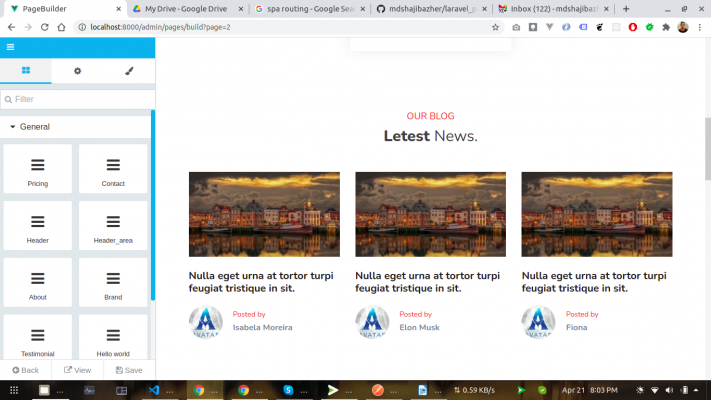 PageBuilder
My Drive - Google Drive
spa routing - Google Sea
mdshajibazher/laravel_p
Inbox (122) - mdshajibaz
localhost:8000/admin/pages/build?page=2
Filter
General
Pricing
Contact
Header
Header_area
About
Brand
Testimonial
Hello world
Back
View
Save
OUR BLOG
Letest News.
Nulla eget urna at tortor turpi
feugiat tristique in sit.
Posted by
Isabela Moreira
Nulla eget urna at tortor turpi
feugiat tristique in sit.
Posted by
Elon Musk
Nulla eget urna at tortor turpi
feugiat tristique in sit.
Posted by
Fiona
AVATAR
AVATAR
AVATAR
0.59 KB/s
Apr 21 8:03 PM